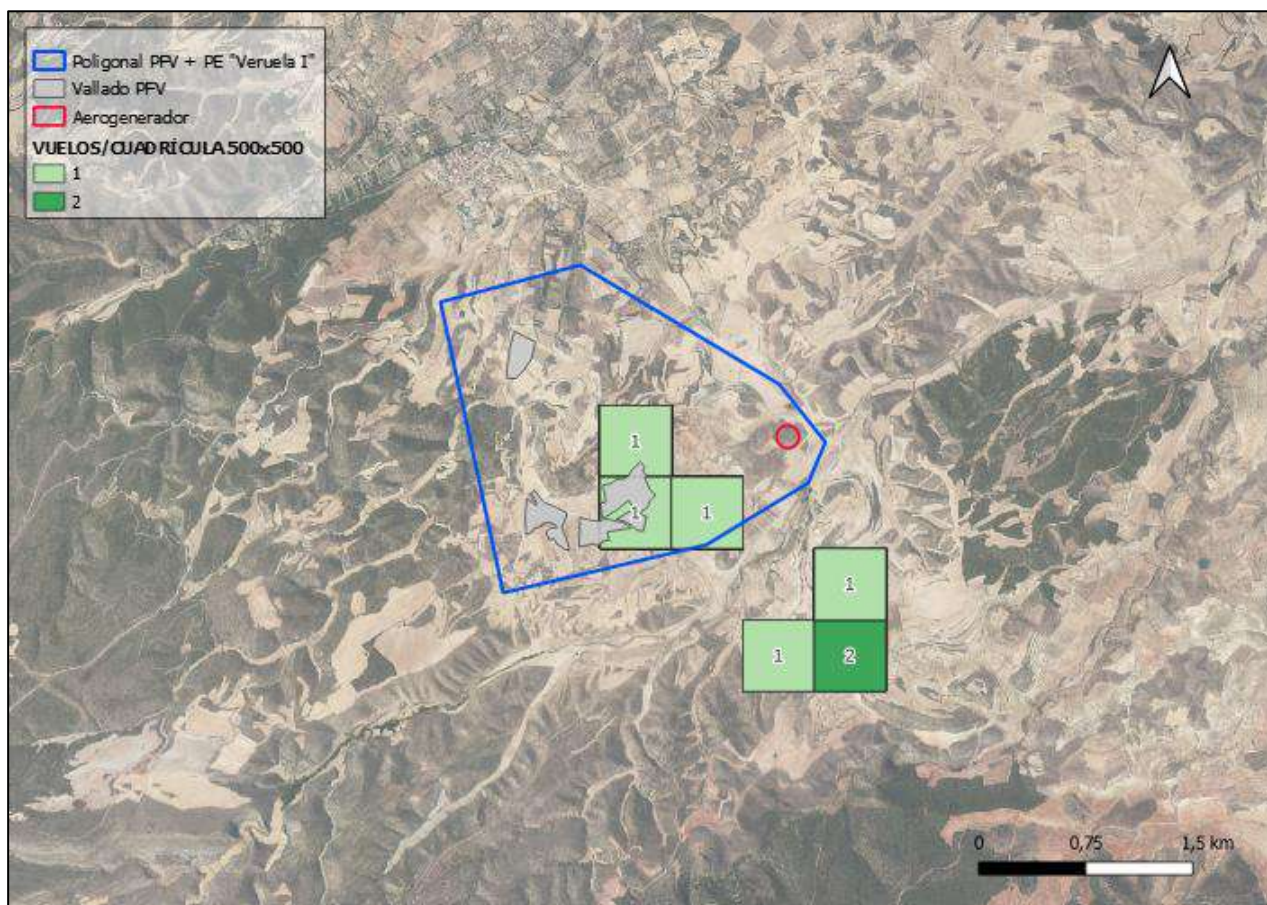 Poligonal PFV + PE "Veruela I"
Vallado PFV
Aerogenerador
VUELOS/CUADRÍCULA 500x500
1
2
1
1
1
1
1
2
0
0,75
1,5 km